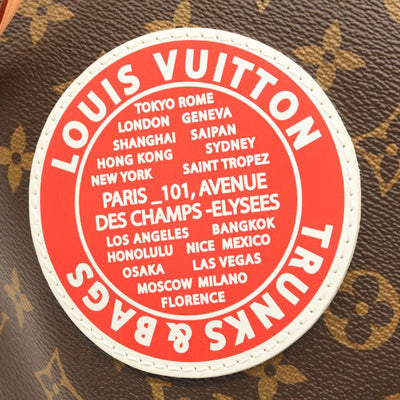 LOUIS VUITTON
TOKYO ROME
LONDON GENEVA
SHANGHAI SAIPAN
HONG KONG SYDNEY
NEW YORK SAINT TROPEZ
PARIS _101, AVENUE
DES CHAMPS -ELYSEES
LOS ANGELES BANGKOK
HONOLULU NICE MEXICO
OSAKA LAS VEGAS
MOSCOW MILANO
FLORENCE
TRUNKS & BAGS